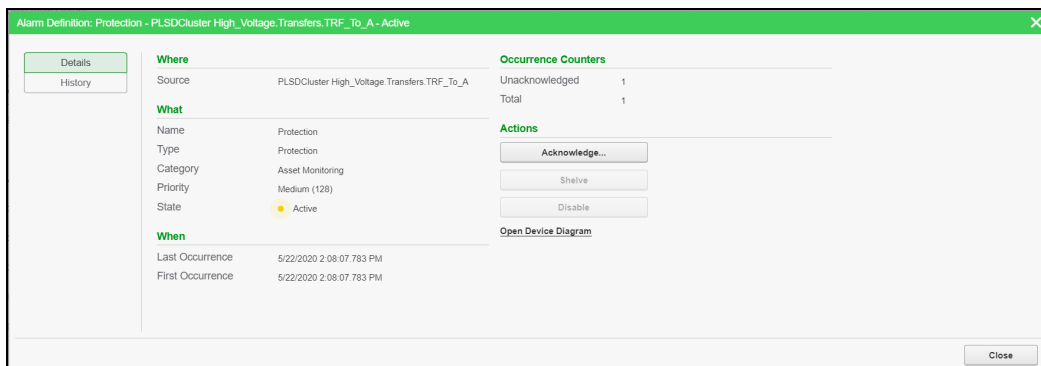 Alarm Definition: Protection - PLSDCluster High_Voltage.Transfers.TRF_To_A - Active
Details
History
Where
Source PLSDCluster High_Voltage.Transfers.TRF_To_A
What
Name Protection
Type Protection
Category Asset Monitoring
Priority Medium (128)
State Active
When
Last Occurrence 5/22/2020 2:08:07.783 PM
First Occurrence 5/22/2020 2:08:07.783 PM
Occurrence Counters
Unacknowledged 1
Total 1
Actions
Acknowledge...
Shelve
Disable
Open Device Diagram
Close